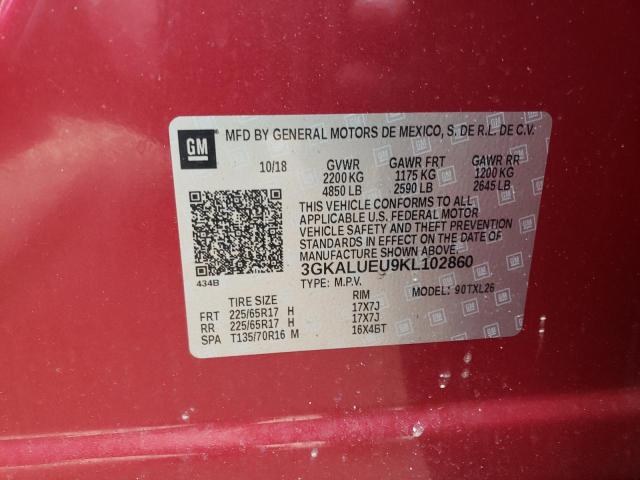 GM
MFD BY GENERAL MOTORS DE MEXICO, S. DE R.L. DE C.V.
10/18 GVWR GAWR FRT GAWR RR
2200 KG 1175 KG 1200 KG
4850 LB 2590 LB 2645 LB
THIS VEHICLE CONFORMS TO ALL
APPLICABLE U.S. FEDERAL MOTOR
VEHICLE SAFETY AND THEFT
PREVENTION STANDARDS IN EFFECT ON THE DATE OF
MANUFACTURE SHOWN ABOVE.
3GKALUEU9KL102860
434B TYPE: M.P.V.
MODEL: 90TXL26
TIRE SIZE RIM
FRT 225/65R17 H 17X7J
RR 225/65R17 H 17X7J
SPA T135/70R16 M 16X4BT